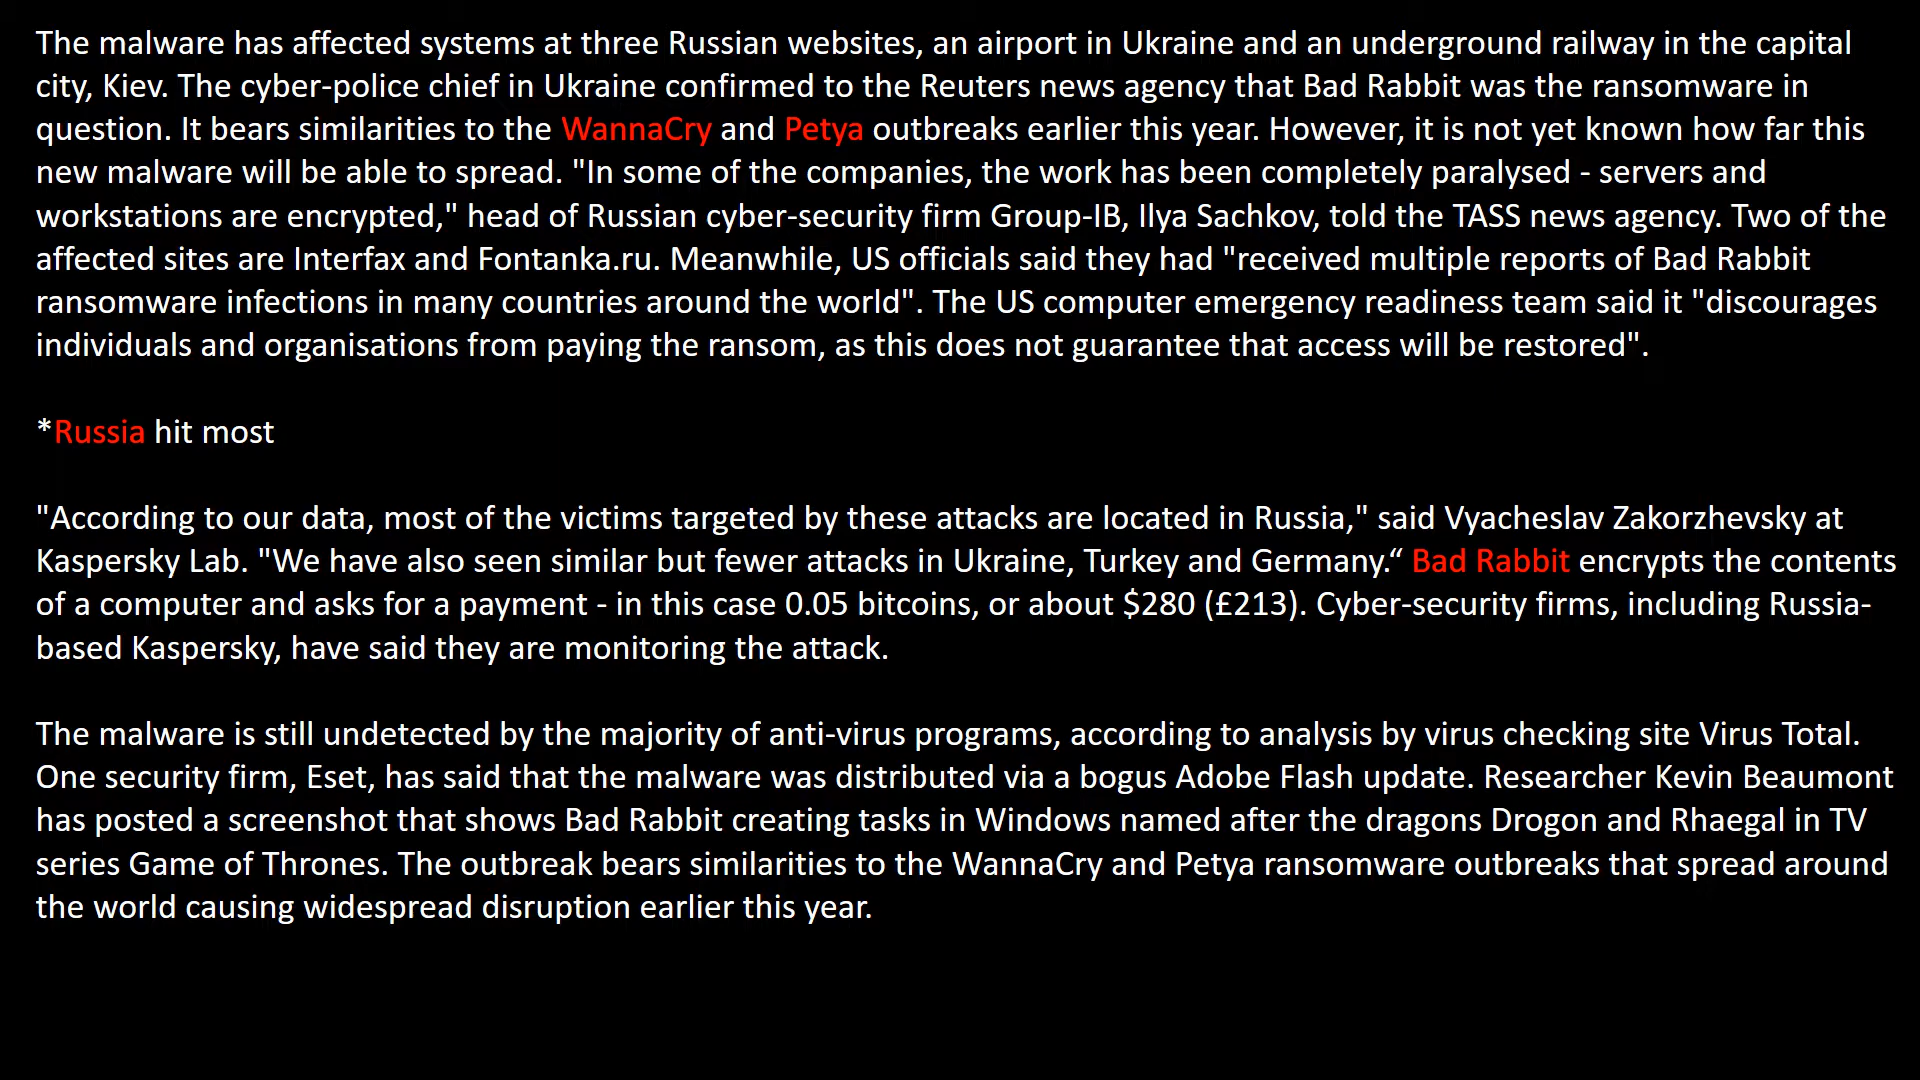 The malware has affected systems at three Russian websites, an airport in Ukraine and an underground railway in the capital
city, Kiev. The cyber-police chief in Ukraine confirmed to the Reuters news agency that Bad Rabbit was the ransomware in
question. It bears similarities to the WannaCry and Petya outbreaks earlier this year. However, it is not yet known how far this
new malware will be able to spread. "In some of the companies, the work has been completely paralysed - servers and
workstations are encrypted," head of Russian cyber-security firm Group-IB, Ilya Sachkov, told the TASS news agency. Two of the
affected sites are Interfax and Fontanka.ru. Meanwhile, US officials said they had "received multiple reports of Bad Rabbit
ransomware infections in many countries around the world". The US computer emergency readiness team said it "discourages
individuals and organisations from paying the ransom, as this does not guarantee that access will be restored".
*Russia hit most
"According to our data, most of the victims targeted by these attacks are located in Russia," said Vyacheslav Zakorzhevsky at
Kaspersky Lab. "We have also seen similar but fewer attacks in Ukraine, Turkey and Germany.“ Bad Rabbit encrypts the contents
of a computer and asks for a payment - in this case 0.05 bitcoins, or about $280 (£213). Cyber-security firms, including Russia-
based Kaspersky, have said they are monitoring the attack.
The malware is still undetected by the majority of anti-virus programs, according to analysis by virus checking site Virus Total.
One security firm, Eset, has said that the malware was distributed via a bogus Adobe Flash update. Researcher Kevin Beaumont
has posted a screenshot that shows Bad Rabbit creating tasks in Windows named after the dragons Drogon and Rhaegal in TV
series Game of Thrones. The outbreak bears similarities to the WannaCry and Petya ransomware outbreaks that spread around
the world causing widespread disruption earlier this year.